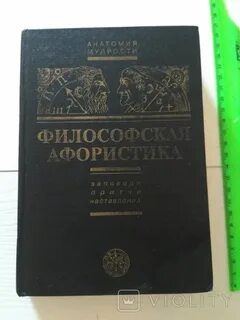 АНАТОМИЯ
МУДРОСТИ
ФИЛОСОФСКАЯ
АФОРИСТИКА
ЗАПОВЕДИ
ПРИТЧИ
НАСТАВЛЕНИЯ
VIOLITY